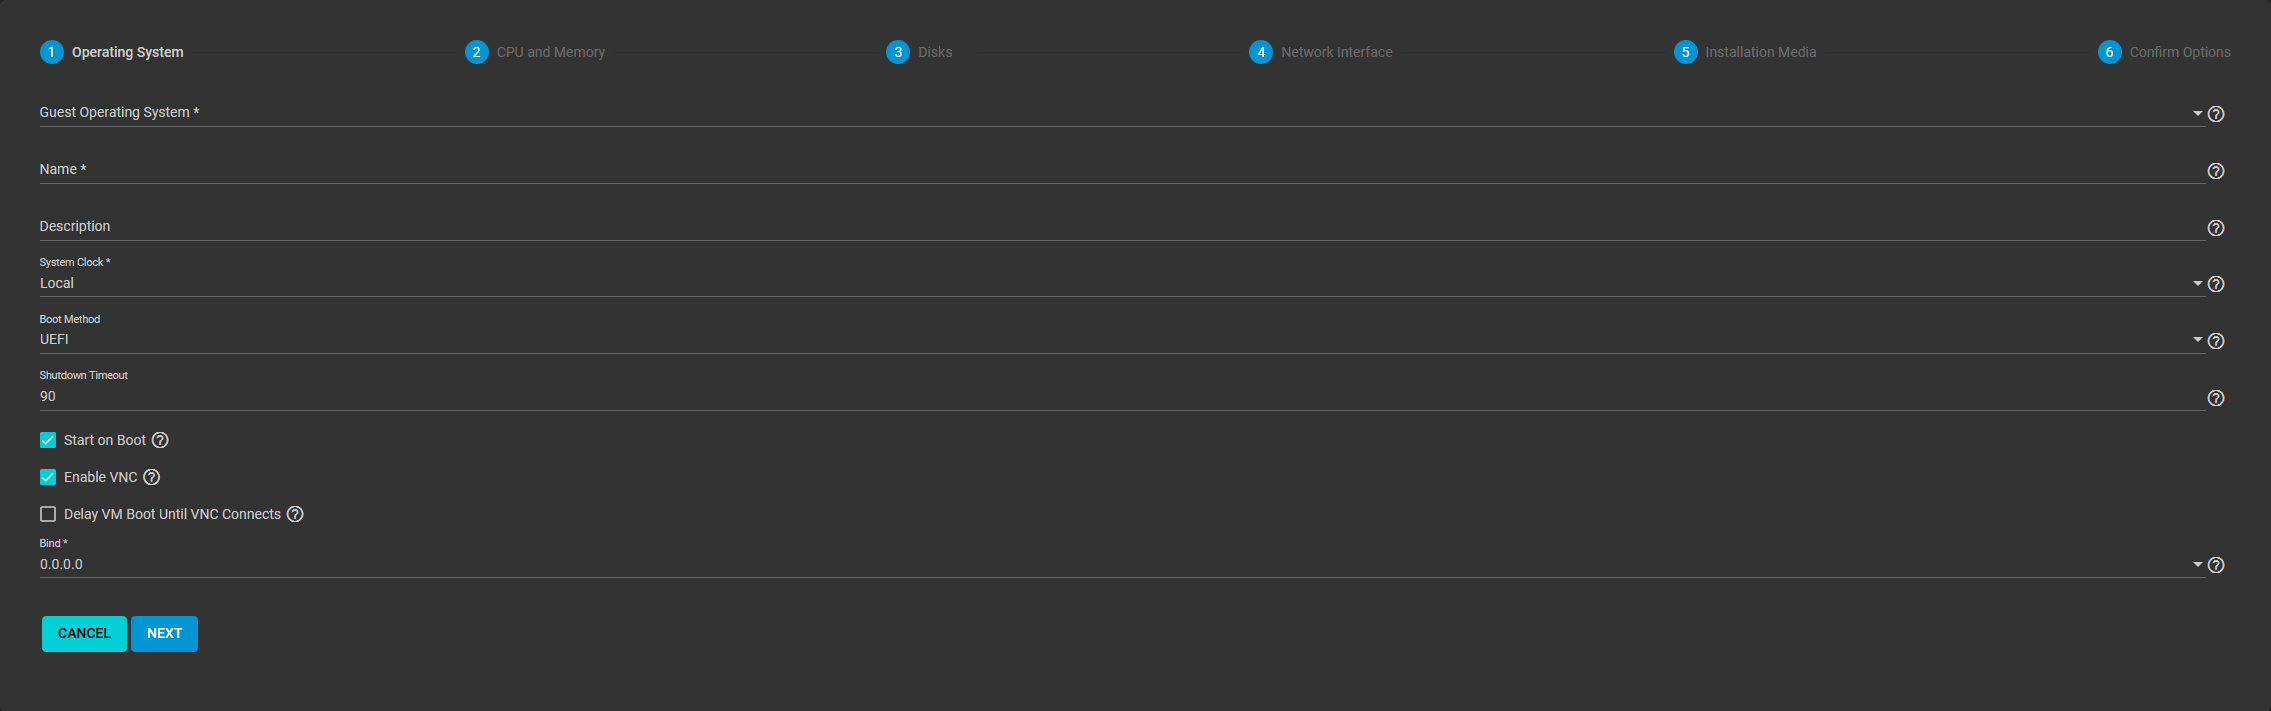 1 Operating System 2 CPU and Memory 3 Disks 4 Network Interface 5 Installation Media 6 Confirm Options
Guest Operating System *
Name *
Description
System Clock *
Local
Boot Method
UEFI
Shutdown Timeout
90
Start on Boot
Enable VNC
Delay VM Boot Until VNC Connects
Bind *
0.0.0.0
CANCEL NEXT